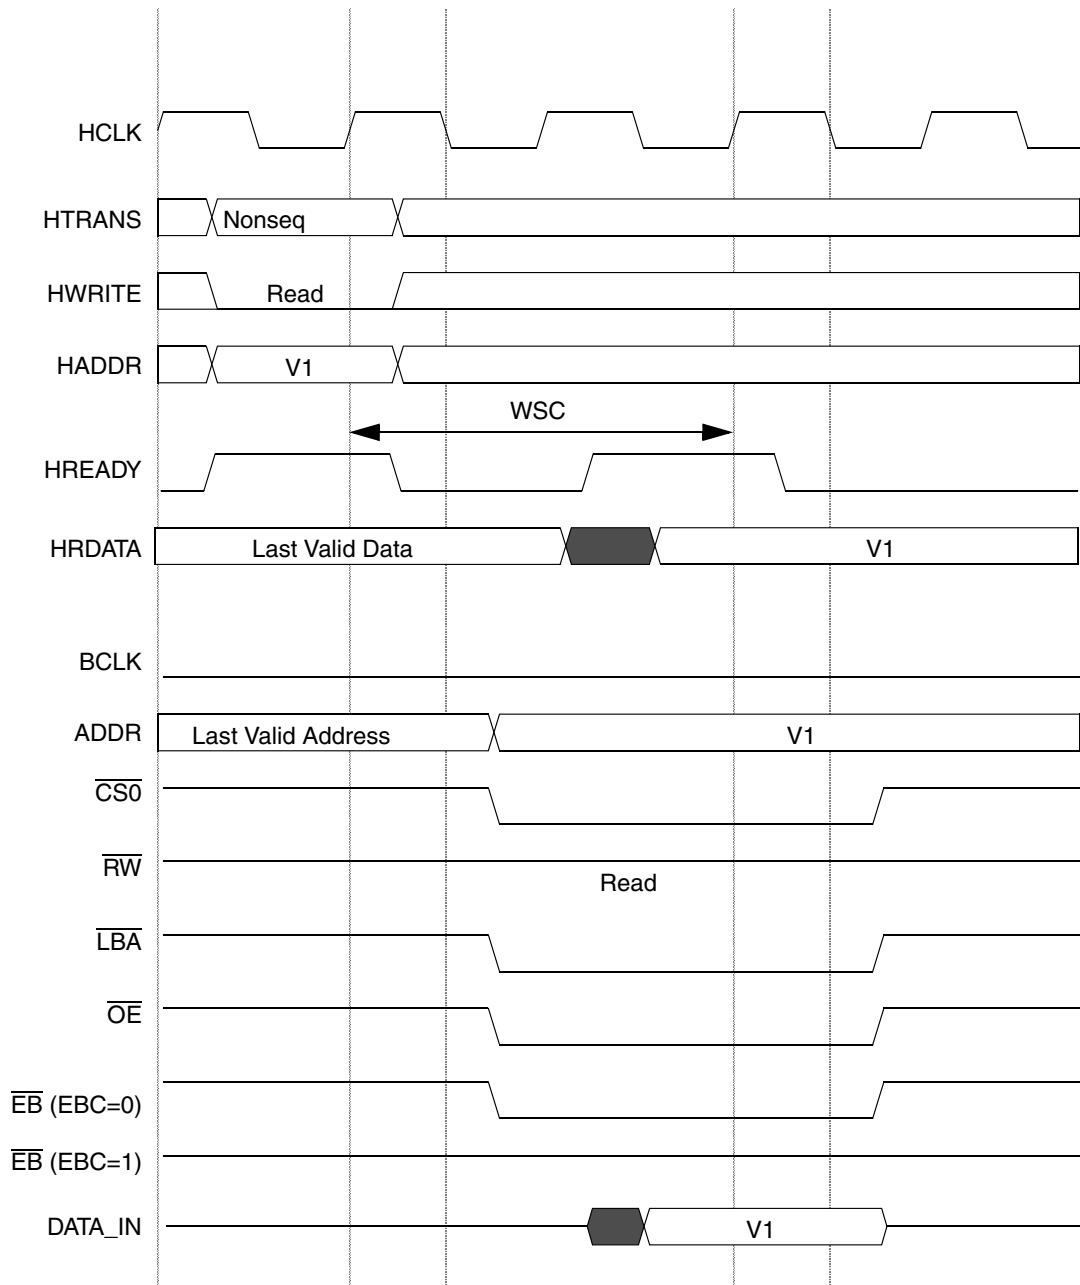 HCLK
HTRANS Nonseq
HWRITE Read
HADDR V1
WSC
HREADY
HRDATA Last Valid Data V1
BCLK
ADDR Last Valid Address V1
CS0
RW
Read
LBA
OE
EB (EBC=0)
EB (EBC=1)
DATA_IN V1